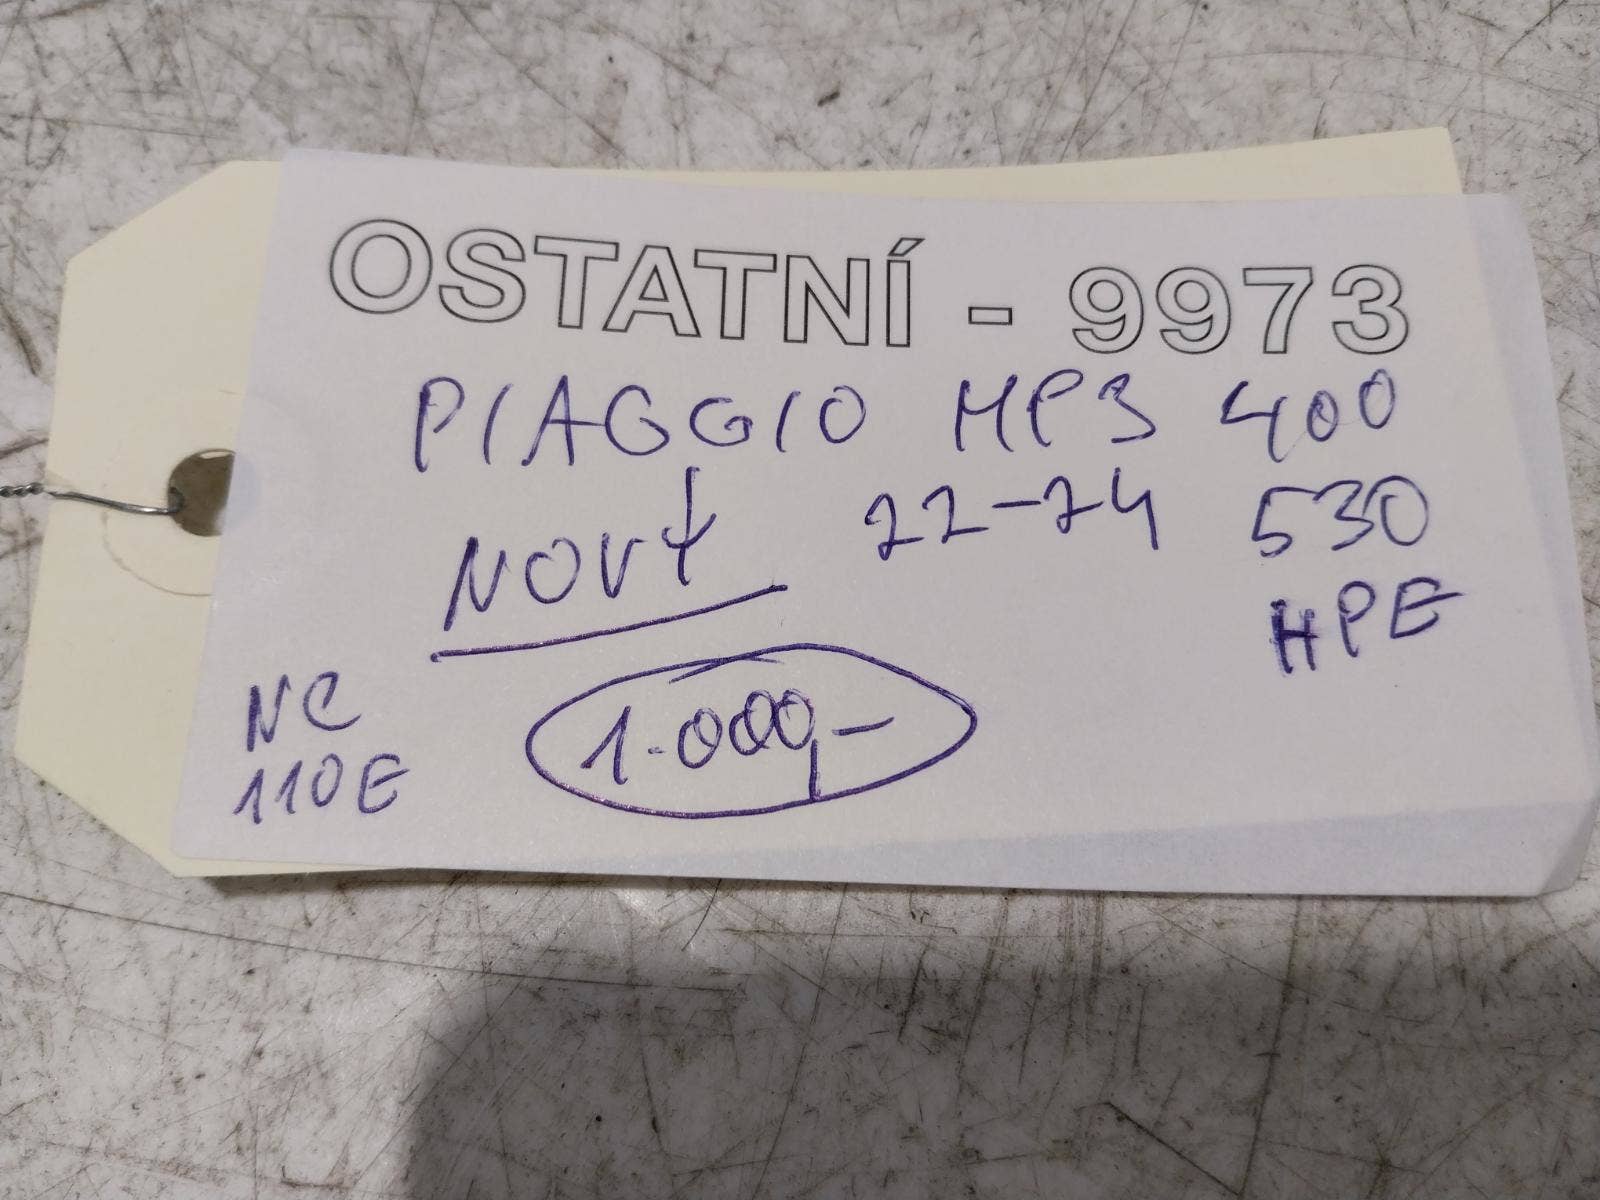 OSTATNÍ - 9973
PIAGGIO MP3 400
NOVÝ 22-24 530
HPE
NC
110E
1.000,-